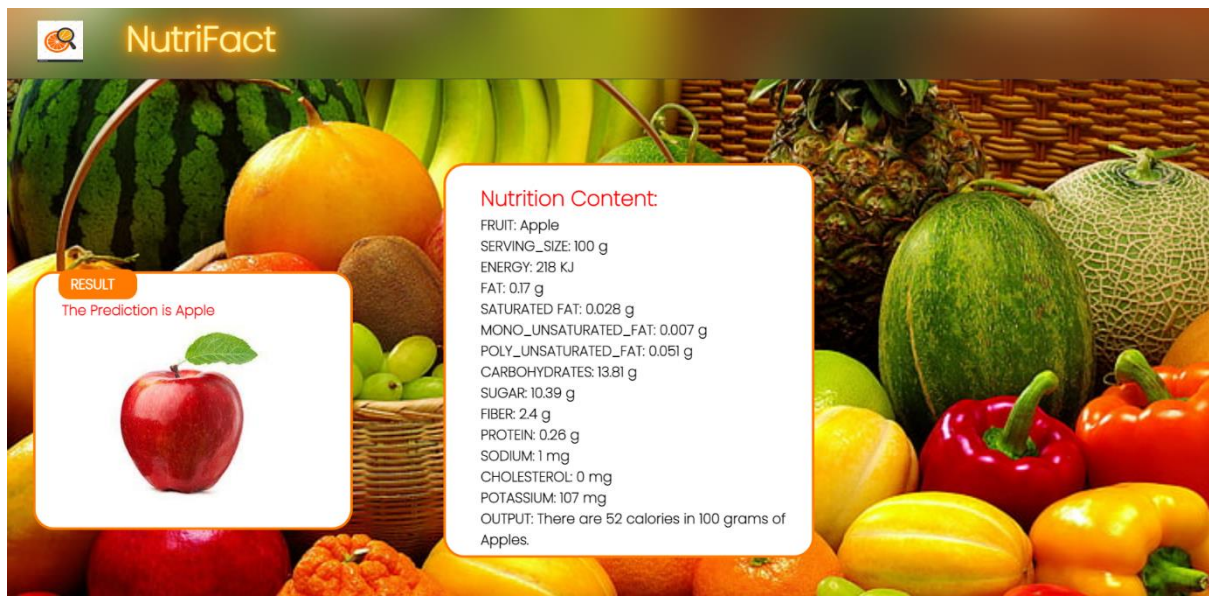 NutriFact
RESULT
The Prediction is Apple
Nutrition Content:
FRUIT: Apple
SERVING_SIZE: 100 g
ENERGY: 218 KJ
FAT: 0.17 g
SATURATED FAT: 0.028 g
MONO_UNSATURATED_FAT: 0.007 g
POLY_UNSATURATED_FAT: 0.051 g
CARBOHYDRATES: 13.81 g
SUGAR: 10.39 g
FIBER: 2.4 g
PROTEIN: 0.26 g
SODIUM: 1 mg
CHOLESTEROL: 0 mg
POTASSIUM: 107 mg
OUTPUT: There are 52 calories in 100 grams of
Apples.